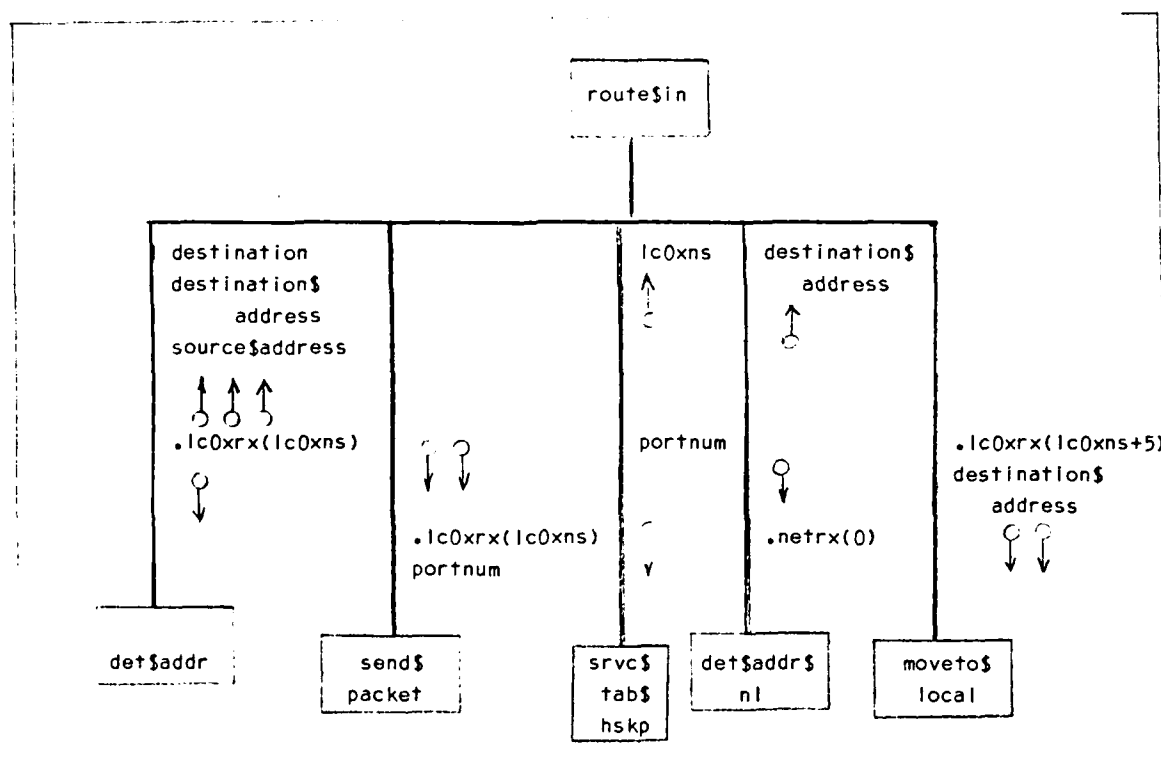 route$in
destination
destination$
address
source$address
.lc0xrx(lc0xns)
.lc0xrx(lc0xns)
portnum
lc0xns
portnum
destination$
address
.netrx(0)
.lc0xrx(lc0xns+5)
destination$
address
det$addr
send$
packet
srvc$
tab$
hskp
det$addr$
nl
moveto$
local